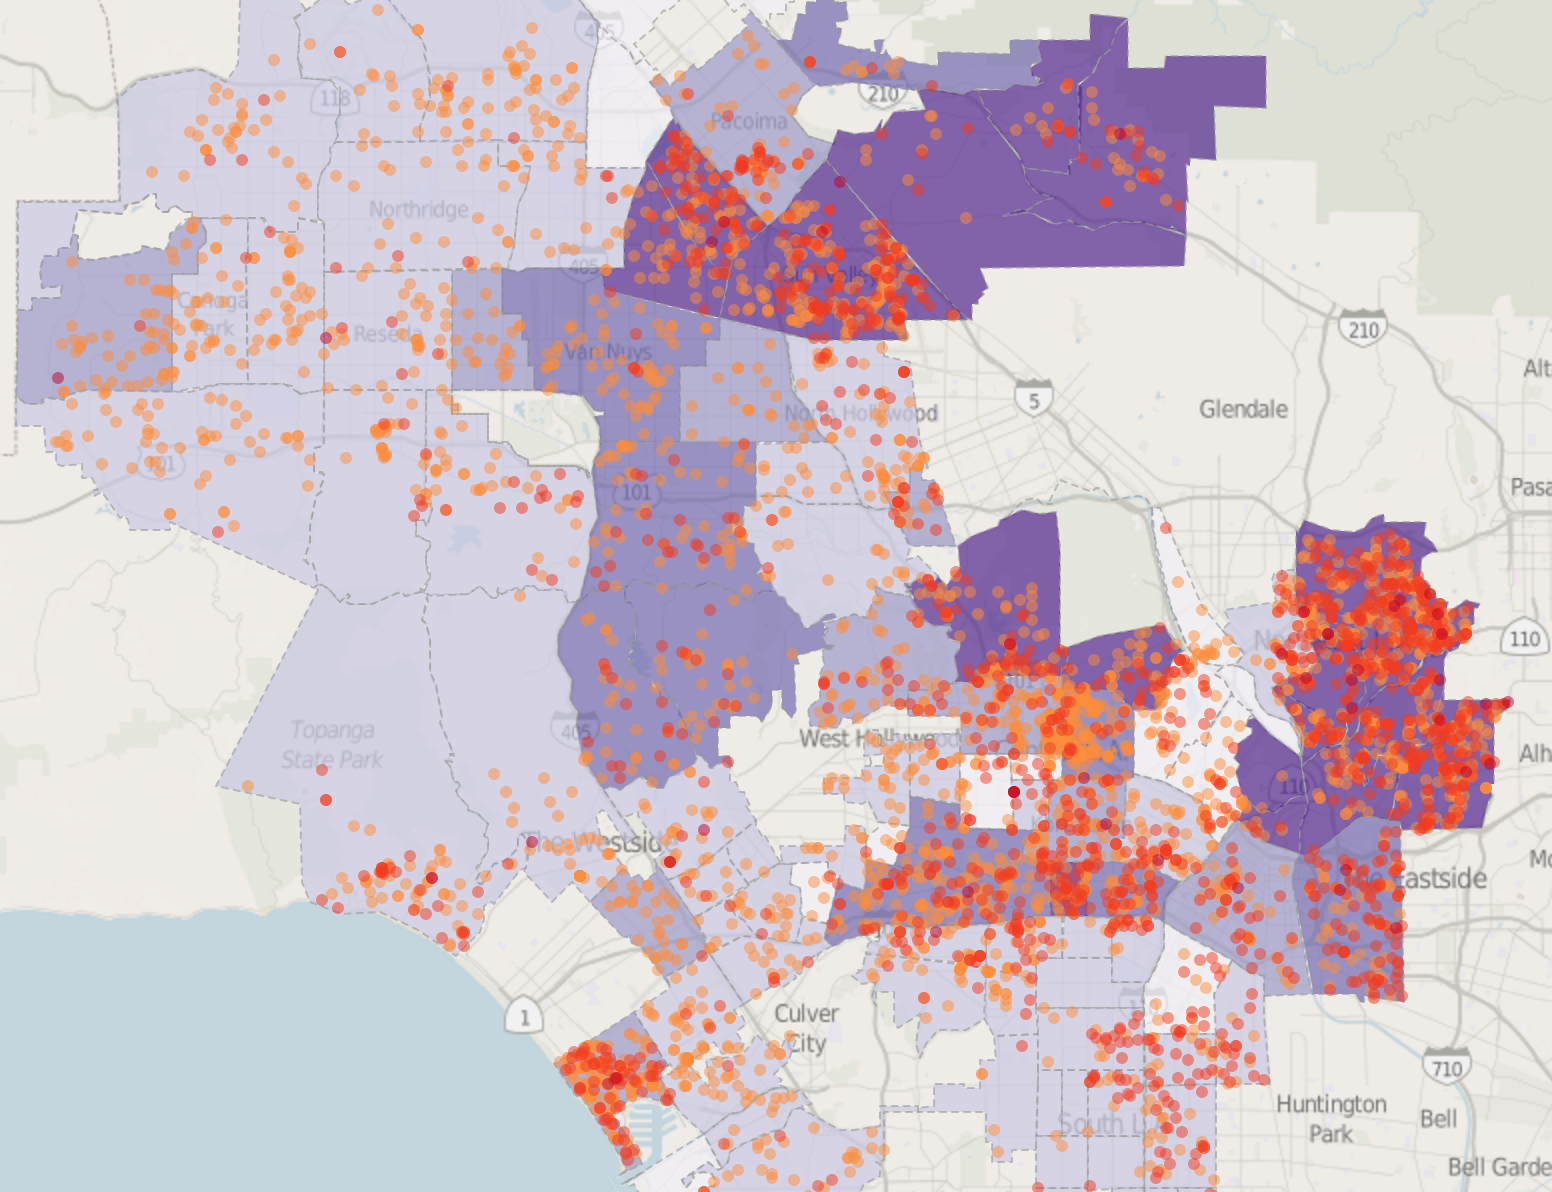 405
118
210
Pacoima
Northridge
405
Canoga
Park
Reseda
Van Nuys
North Hollywood
5
Glendale
210
Alt
101
101
Pasa
110
Topanga
State Park
405
West Hollywood
101
110
Alh
The Westside
Mo
Eastside
1
Culver
City
710
South L
Huntington
Park
Bell
Bell Garde